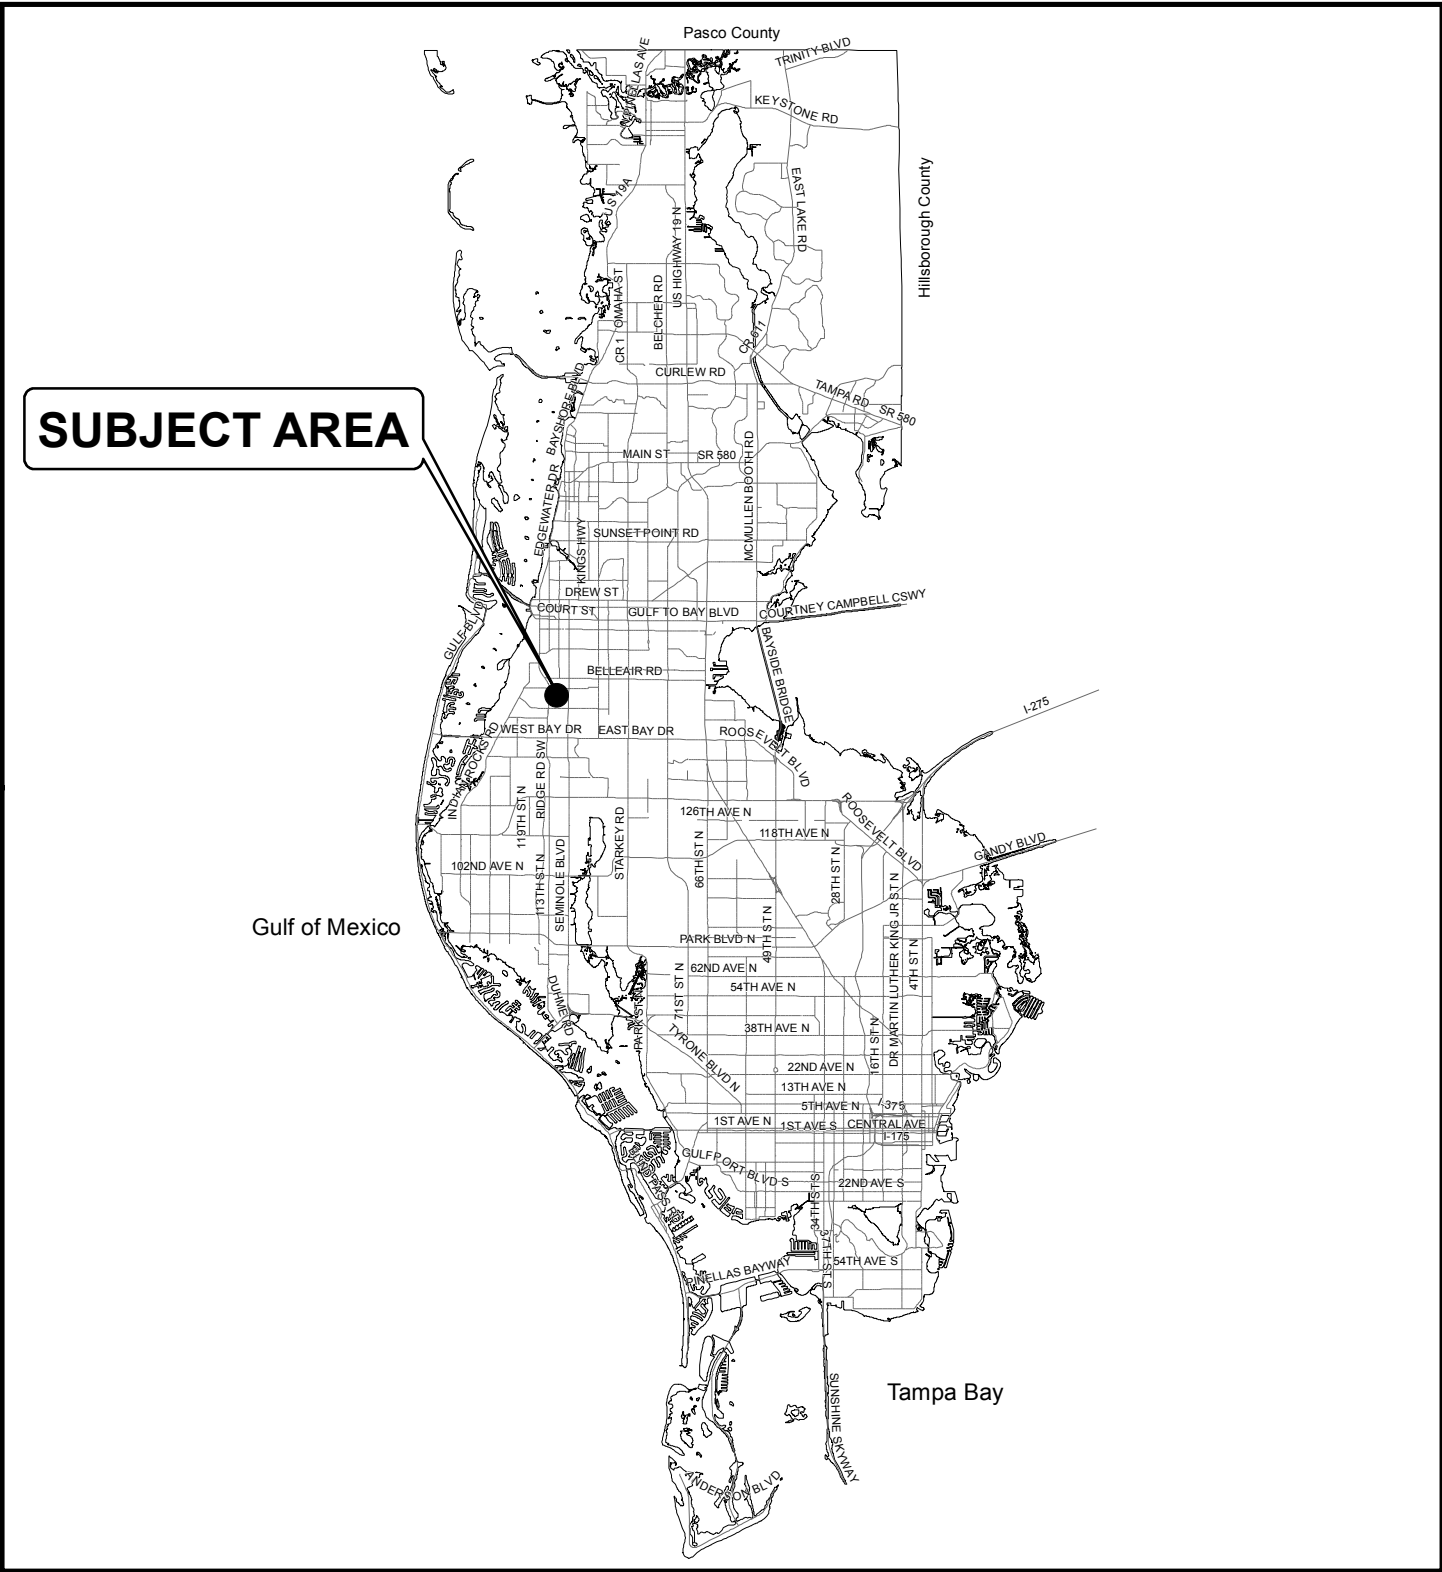 Pasco County
TRINITY BLVD
N PINELLAS AVE
KEYSTONE RD
Hillsborough County
EAST LAKE RD
US 19A
US HIGHWAY 19 N
OMAHA ST
CR 1
BELCHER RD
CR 611
CURLEW RD
TAMPA RD
SR 580
SUBJECT AREA
BAYSHORE BLVD
MAIN ST
SR 580
MCMULLEN BOOTH RD
EDGEWATER DR
KINGS HWY
SUNSET POINT RD
DREW ST
COURT ST
GULF TO BAY BLVD
COURTNEY CAMPBELL CSWY
GULF BLVD
BAYSIDE BRIDGE
BELLEAIR RD
I-275
WEST BAY DR
EAST BAY DR
ROOSEVELT BLVD
INDIAN ROCKS RD
RIDGE RD SW
119TH ST N
STARKEY RD
126TH AVE N
118TH AVE N
ROOSEVELT BLVD
GANDY BLVD
102ND AVE N
113TH ST N
SEMINOLE BLVD
66TH ST N
28TH ST N
DR MARTIN LUTHER KING JR ST N
4TH ST N
Gulf of Mexico
49TH ST N
PARK BLVD N
62ND AVE N
71ST ST N
54TH AVE N
DUHME RD
PARK ST N
38TH AVE N
16TH ST N
TYRONE BLVD N
22ND AVE N
13TH AVE N
5TH AVE N
I-375
1ST AVE N
1ST AVE S
CENTRAL AVE
I-175
GULFPORT BLVD S
22ND AVE S
34TH ST S
37TH ST S
54TH AVE S
PINELLAS BAYWAY
Tampa Bay
SUNSHINE SKYWAY
ANDERSON BLVD